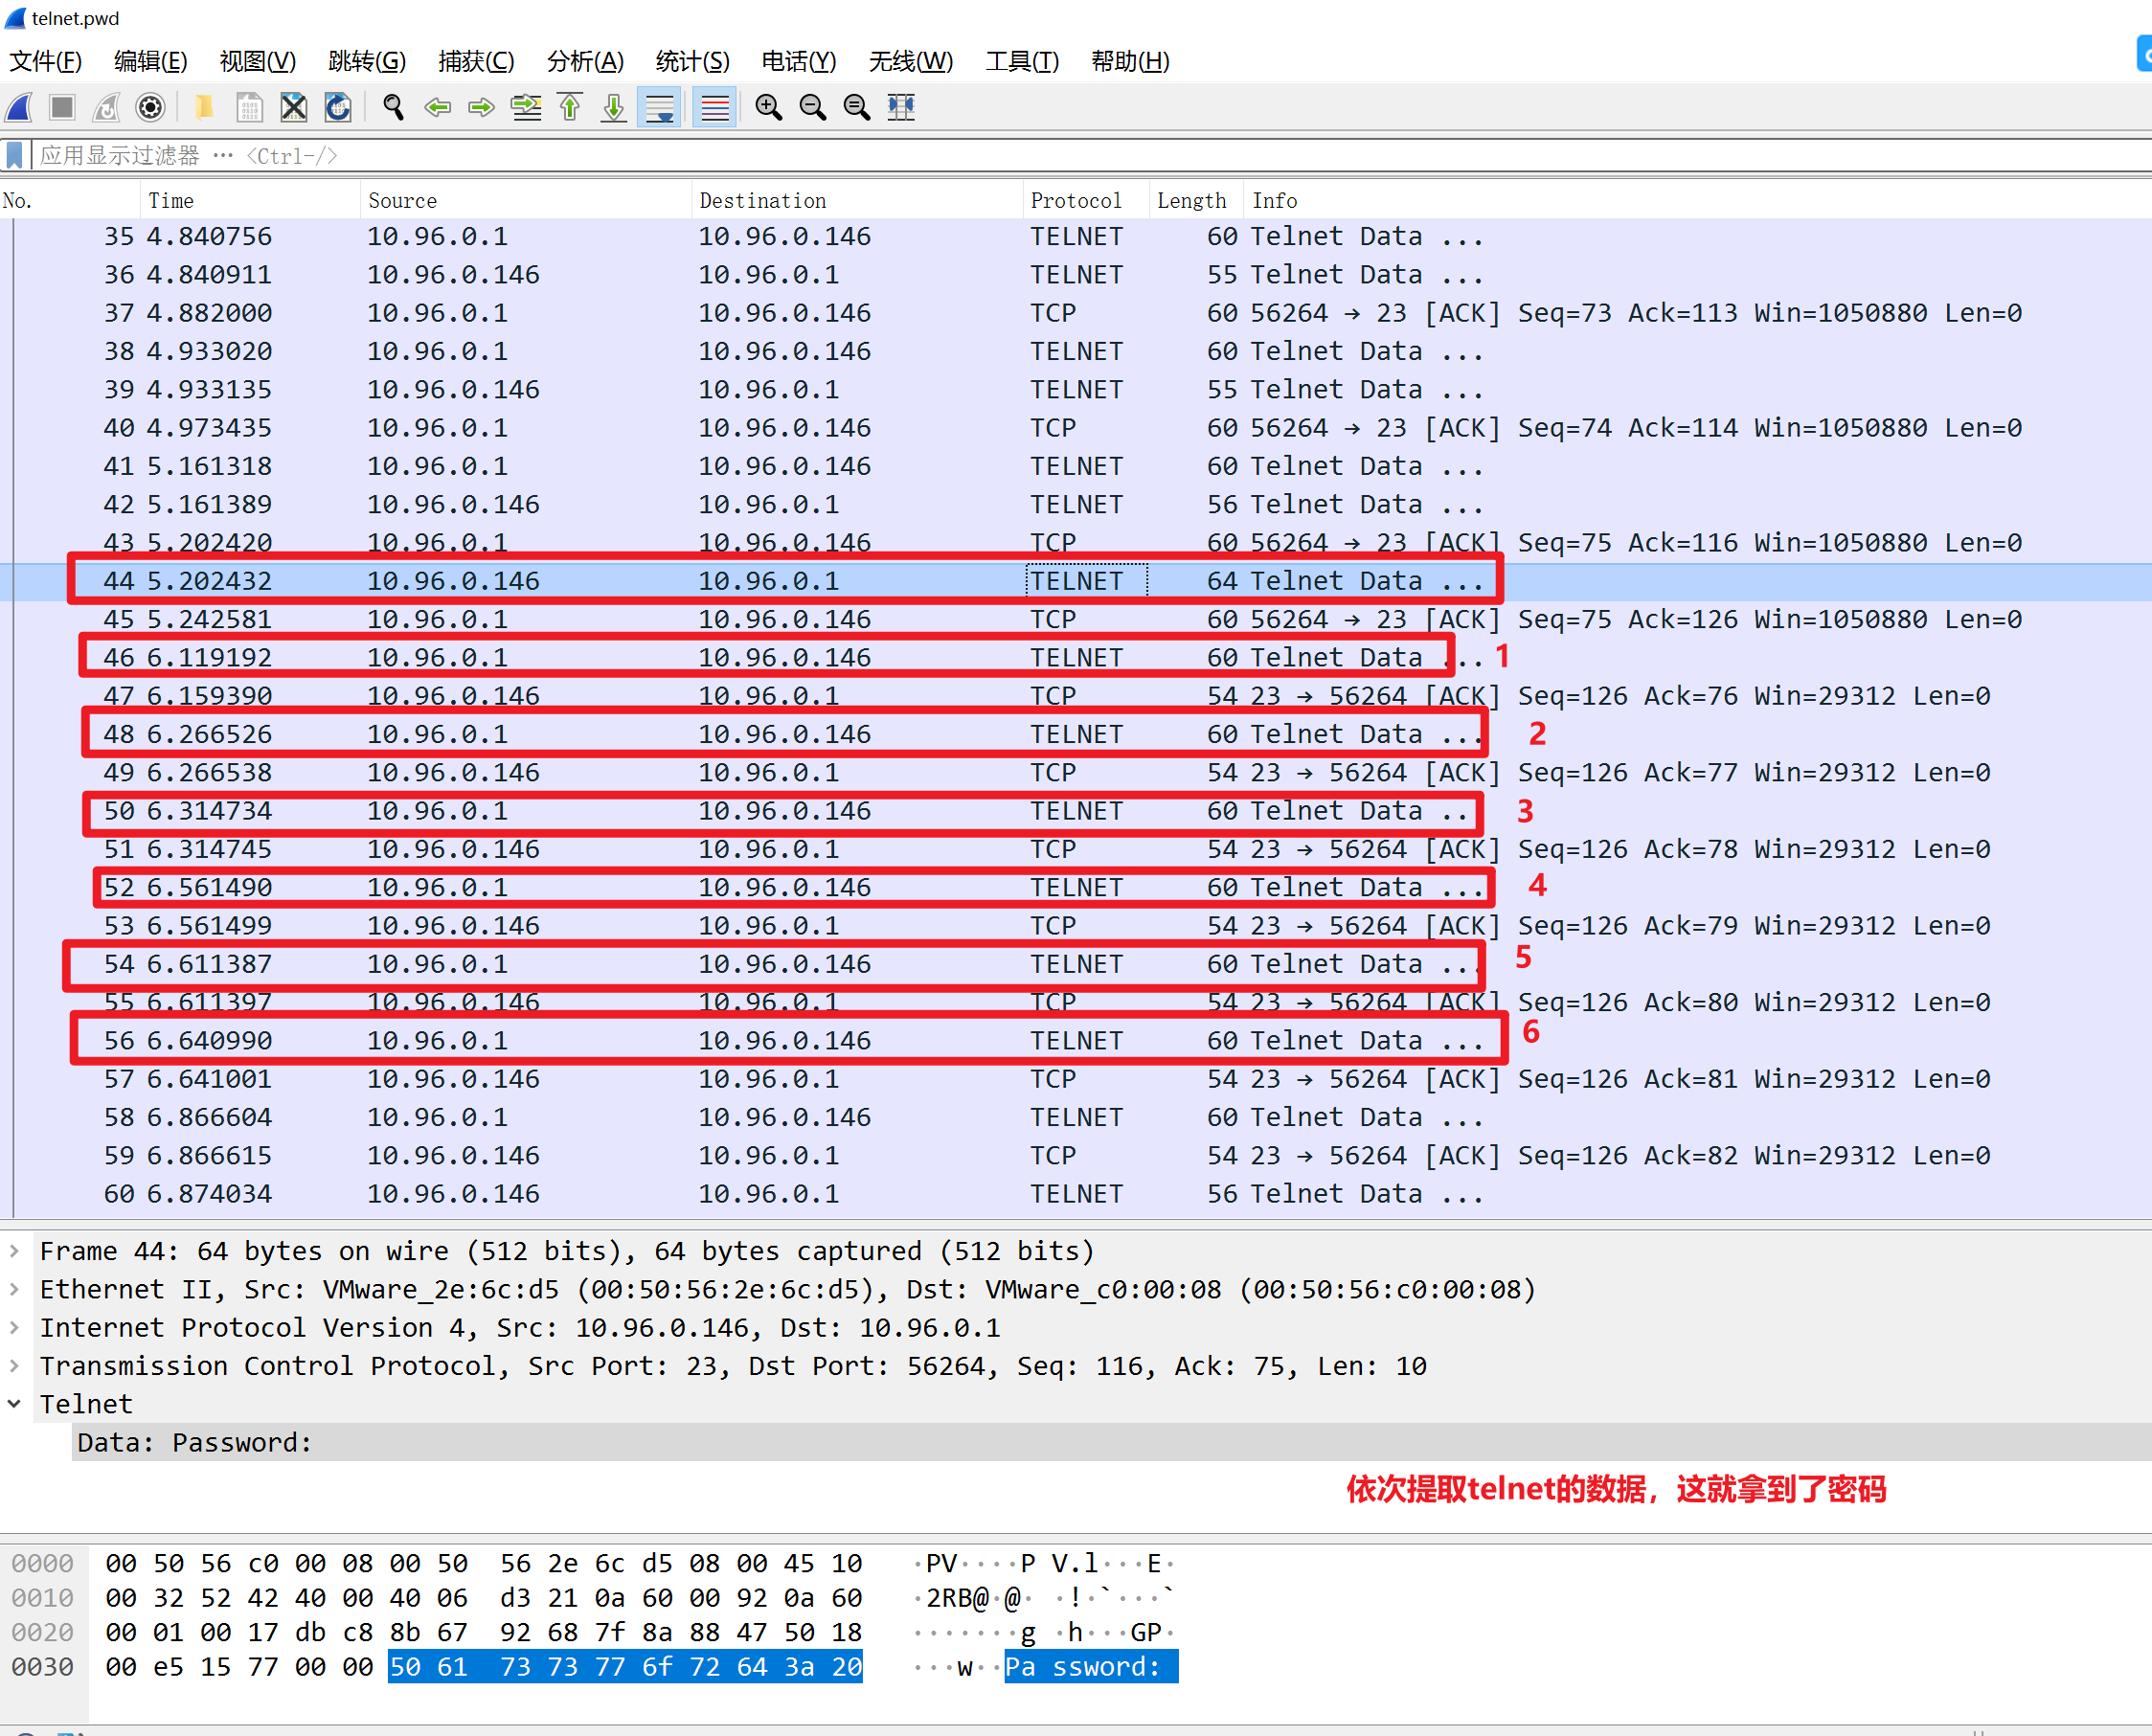 telnet.pwd
文件(F) 编辑(E) 视图(V) 跳转(G) 捕获(C) 分析(A) 统计(S) 电话(Y) 无线(W) 工具(T) 帮助(H)
应用显示过滤器 … <Ctrl-/>
No. Time Source Destination Protocol Length Info
35 4.840756 10.96.0.1 10.96.0.146 TELNET 60 Telnet Data ...
36 4.840911 10.96.0.146 10.96.0.1 TELNET 55 Telnet Data ...
37 4.882000 10.96.0.1 10.96.0.146 TCP 60 56264 → 23 [ACK] Seq=73 Ack=113 Win=1050880 Len=0
38 4.933020 10.96.0.1 10.96.0.146 TELNET 60 Telnet Data ...
39 4.933135 10.96.0.146 10.96.0.1 TELNET 55 Telnet Data ...
40 4.973435 10.96.0.1 10.96.0.146 TCP 60 56264 → 23 [ACK] Seq=74 Ack=114 Win=1050880 Len=0
41 5.161318 10.96.0.1 10.96.0.146 TELNET 60 Telnet Data ...
42 5.161389 10.96.0.146 10.96.0.1 TELNET 56 Telnet Data ...
43 5.202420 10.96.0.1 10.96.0.146 TCP 60 56264 → 23 [ACK] Seq=75 Ack=116 Win=1050880 Len=0
44 5.202432 10.96.0.146 10.96.0.1 TELNET 64 Telnet Data ...
45 5.242581 10.96.0.1 10.96.0.146 TCP 60 56264 → 23 [ACK] Seq=75 Ack=126 Win=1050880 Len=0
46 6.119192 10.96.0.1 10.96.0.146 TELNET 60 Telnet Data ... 1
47 6.159390 10.96.0.146 10.96.0.1 TCP 54 23 → 56264 [ACK] Seq=126 Ack=76 Win=29312 Len=0
48 6.266526 10.96.0.1 10.96.0.146 TELNET 60 Telnet Data ... 2
49 6.266538 10.96.0.146 10.96.0.1 TCP 54 23 → 56264 [ACK] Seq=126 Ack=77 Win=29312 Len=0
50 6.314734 10.96.0.1 10.96.0.146 TELNET 60 Telnet Data ... 3
51 6.314745 10.96.0.146 10.96.0.1 TCP 54 23 → 56264 [ACK] Seq=126 Ack=78 Win=29312 Len=0
52 6.561490 10.96.0.1 10.96.0.146 TELNET 60 Telnet Data ... 4
53 6.561499 10.96.0.146 10.96.0.1 TCP 54 23 → 56264 [ACK] Seq=126 Ack=79 Win=29312 Len=0
54 6.611387 10.96.0.1 10.96.0.146 TELNET 60 Telnet Data ... 5
55 6.611397 10.96.0.146 10.96.0.1 TCP 54 23 → 56264 [ACK] Seq=126 Ack=80 Win=29312 Len=0
56 6.640990 10.96.0.1 10.96.0.146 TELNET 60 Telnet Data ... 6
57 6.641001 10.96.0.146 10.96.0.1 TCP 54 23 → 56264 [ACK] Seq=126 Ack=81 Win=29312 Len=0
58 6.866604 10.96.0.1 10.96.0.146 TELNET 60 Telnet Data ...
59 6.866615 10.96.0.146 10.96.0.1 TCP 54 23 → 56264 [ACK] Seq=126 Ack=82 Win=29312 Len=0
60 6.874034 10.96.0.146 10.96.0.1 TELNET 56 Telnet Data ...
Frame 44: 64 bytes on wire (512 bits), 64 bytes captured (512 bits)
Ethernet II, Src: VMware_2e:6c:d5 (00:50:56:2e:6c:d5), Dst: VMware_c0:00:08 (00:50:56:c0:00:08)
Internet Protocol Version 4, Src: 10.96.0.146, Dst: 10.96.0.1
Transmission Control Protocol, Src Port: 23, Dst Port: 56264, Seq: 116, Ack: 75, Len: 10
Telnet
Data: Password:
依次提取telnet的数据，这就拿到了密码
0000 00 50 56 c0 00 08 00 50 56 2e 6c d5 08 00 45 10 ·PV····P V.l···E·
0010 00 32 52 42 40 00 40 06 d3 21 0a 60 00 92 0a 60 ·2RB@·@· ·!·`···`
0020 00 01 00 17 db c8 8b 67 92 68 7f 8a 88 47 50 18 ·······g ·h···GP·
0030 00 e5 15 77 00 00 50 61 73 73 77 6f 72 64 3a 20 ···w··Pa ssword: